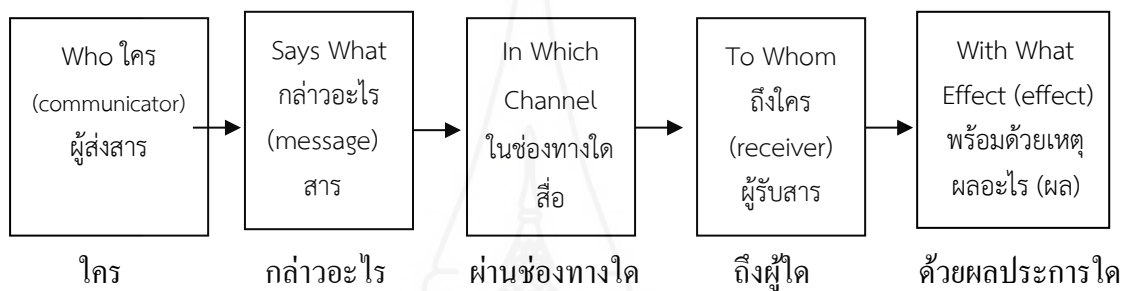 Who ใคร
(communicator)
ผู้ส่งสาร
Says What
กล่าวอะไร
(message)
สาร
In Which
Channel
ในช่องทางใด
สื่อ
To Whom
ถึงใคร
(receiver)
ผู้รับสาร
With What
Effect (effect)
พร้อมด้วยเหตุ
ผลอะไร (ผล)
ใคร
กล่าวอะไร
ผ่านช่องทางใด
ถึงผู้ใด
ด้วยผลประการใด